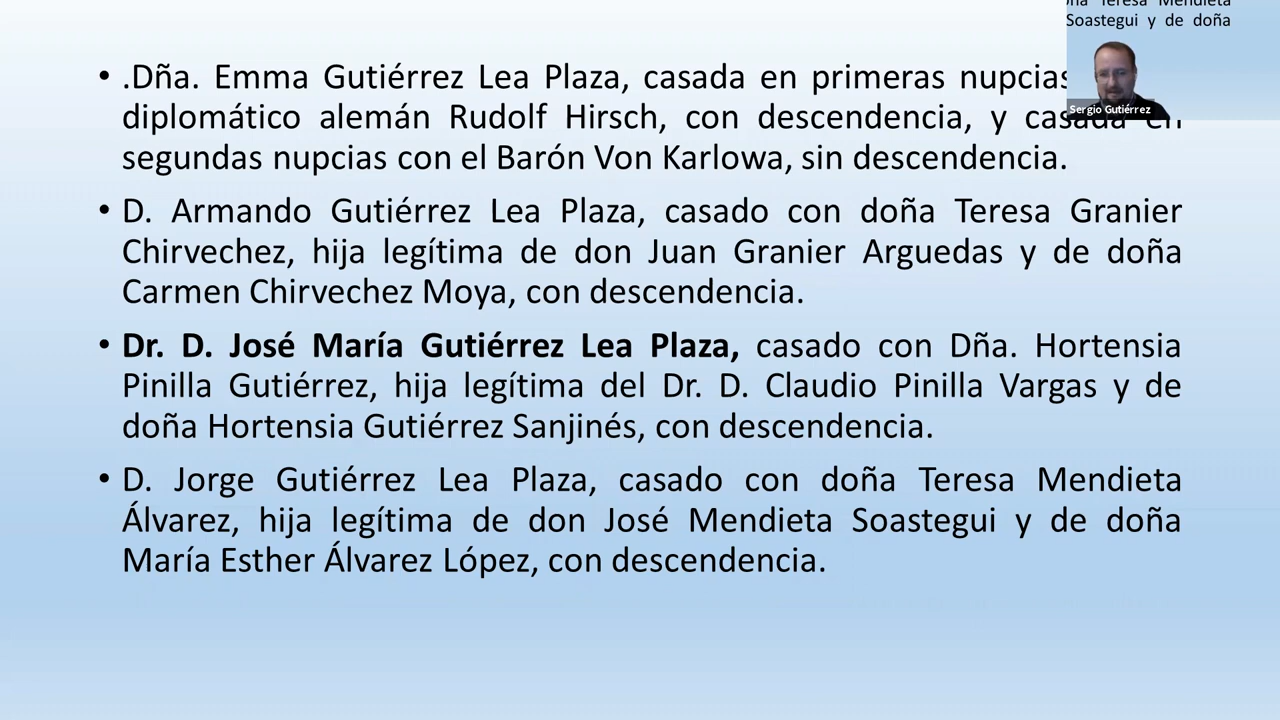 Teresa Mendieta
Soastegui y de doña
Sergio Gutiérrez
• .Dña. Emma Gutiérrez Lea Plaza, casada en primeras nupcias
diplomático alemán Rudolf Hirsch, con descendencia, y casada en
segundas nupcias con el Barón Von Karlowa, sin descendencia.
• D. Armando Gutiérrez Lea Plaza, casado con doña Teresa Granier
Chirvechez, hija legítima de don Juan Granier Arguedas y de doña
Carmen Chirvechez Moya, con descendencia.
• Dr. D. José María Gutiérrez Lea Plaza, casado con Dña. Hortensia
Pinilla Gutiérrez, hija legítima del Dr. D. Claudio Pinilla Vargas y de
doña Hortensia Gutiérrez Sanjinés, con descendencia.
• D. Jorge Gutiérrez Lea Plaza, casado con doña Teresa Mendieta
Álvarez, hija legítima de don José Mendieta Soastegui y de doña
María Esther Álvarez López, con descendencia.